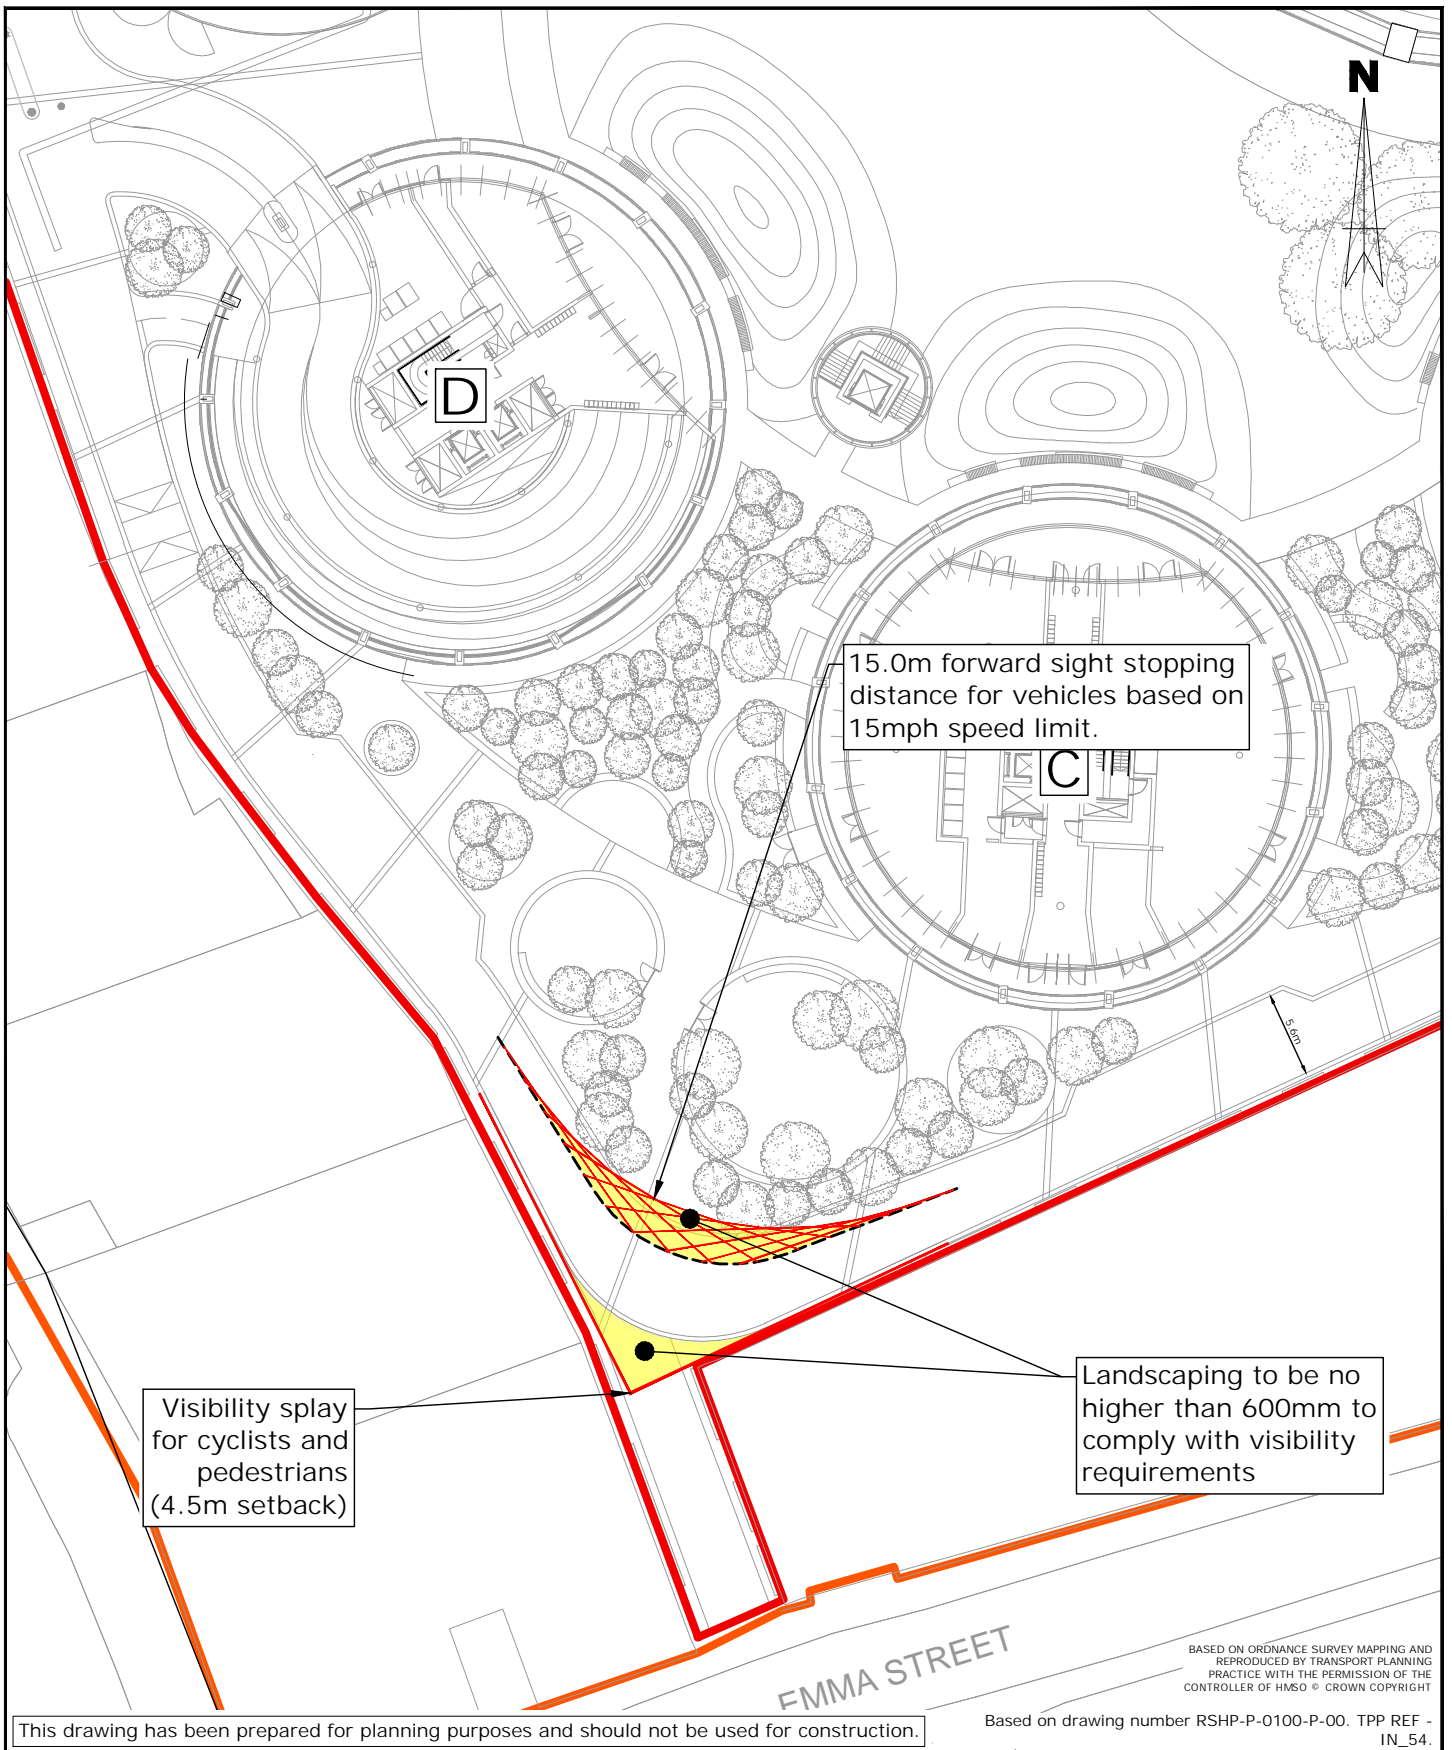 N
D
15.0m forward sight stopping
distance for vehicles based on
15mph speed limit.
C
5.6m
Visibility splay
for cyclists and
pedestrians
(4.5m setback)
Landscaping to be no
higher than 600mm to
comply with visibility
requirements
EMMA STREET
BASED ON ORDNANCE SURVEY MAPPING AND
REPRODUCED BY TRANSPORT PLANNING
PRACTICE WITH THE PERMISSION OF THE
CONTROLLER OF HMSO © CROWN COPYRIGHT
This drawing has been prepared for planning purposes and should not be used for construction.
Based on drawing number RSHP-P-0100-P-00. TPP REF -
IN_54.